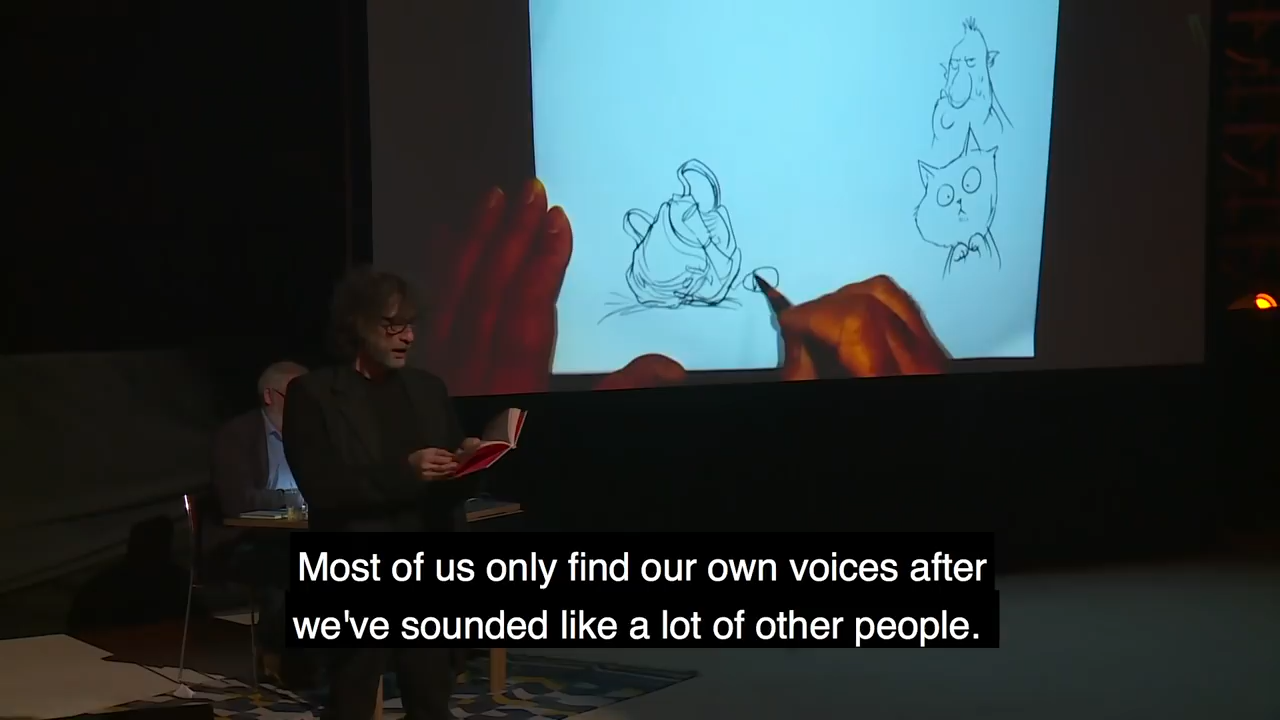 Most of us only find our own voices after
we've sounded like a lot of other people.